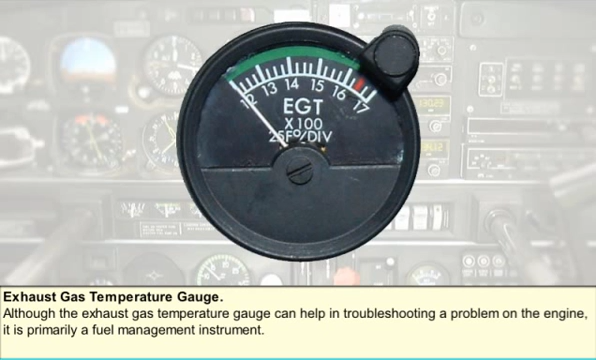 12 13 14 15 16 17
EGT
X100
25Fº/DIV
Exhaust Gas Temperature Gauge.
Although the exhaust gas temperature gauge can help in troubleshooting a problem on the engine,
it is primarily a fuel management instrument.